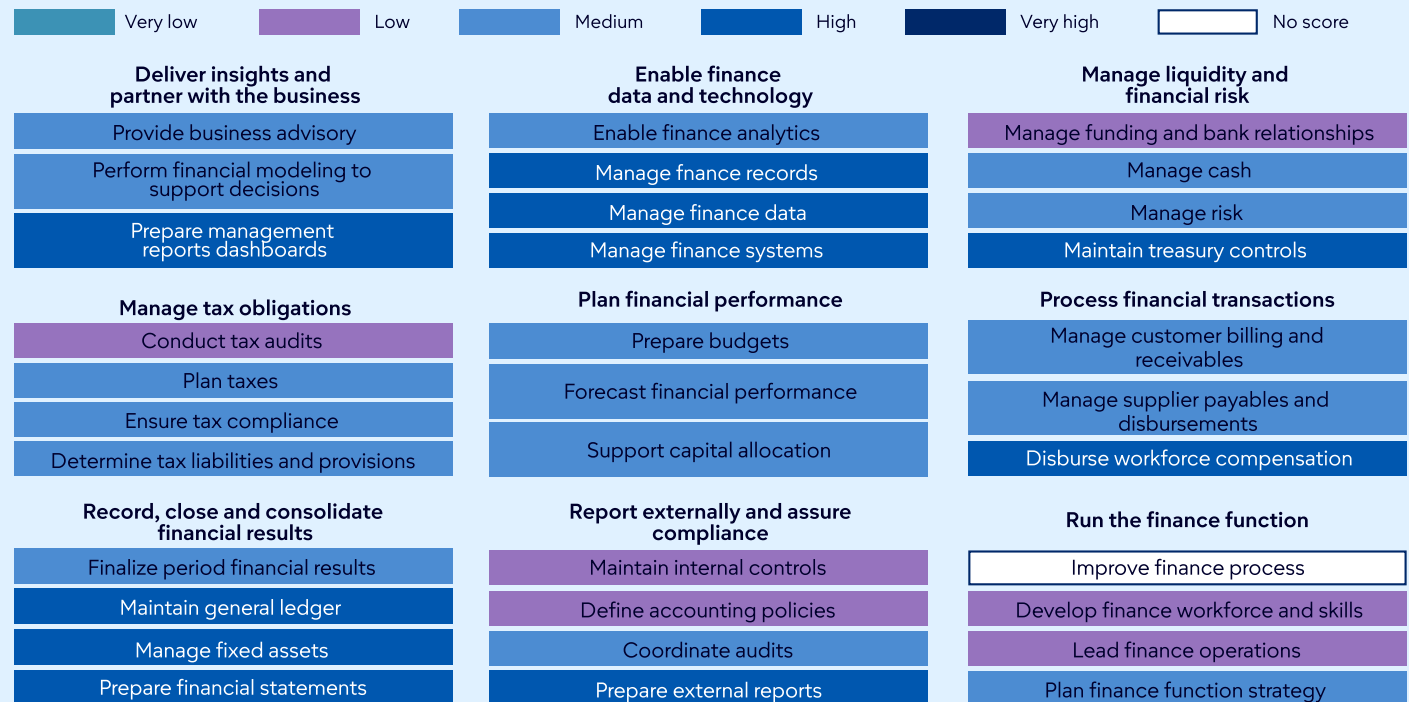 Very low
Low
Medium
High
Very high
No score
Deliver insights and
partner with the business
Provide business advisory
Perform financial modeling to
support decisions
Prepare management
reports dashboards
Enable finance
data and technology
Enable finance analytics
Manage fnance records
Manage finance data
Manage finance systems
Manage liquidity and
financial risk
Manage funding and bank relationships
Manage cash
Manage risk
Maintain treasury controls
Manage tax obligations
Conduct tax audits
Plan taxes
Ensure tax compliance
Determine tax liabilities and provisions
Plan financial performance
Prepare budgets
Forecast financial performance
Support capital allocation
Process financial transactions
Manage customer billing and
receivables
Manage supplier payables and
disbursements
Disburse workforce compensation
Record, close and consolidate
financial results
Finalize period financial results
Maintain general ledger
Manage fixed assets
Prepare financial statements
Report externally and assure
compliance
Maintain internal controls
Define accounting policies
Coordinate audits
Prepare external reports
Run the finance function
Improve finance process
Develop finance workforce and skills
Lead finance operations
Plan finance function strategy